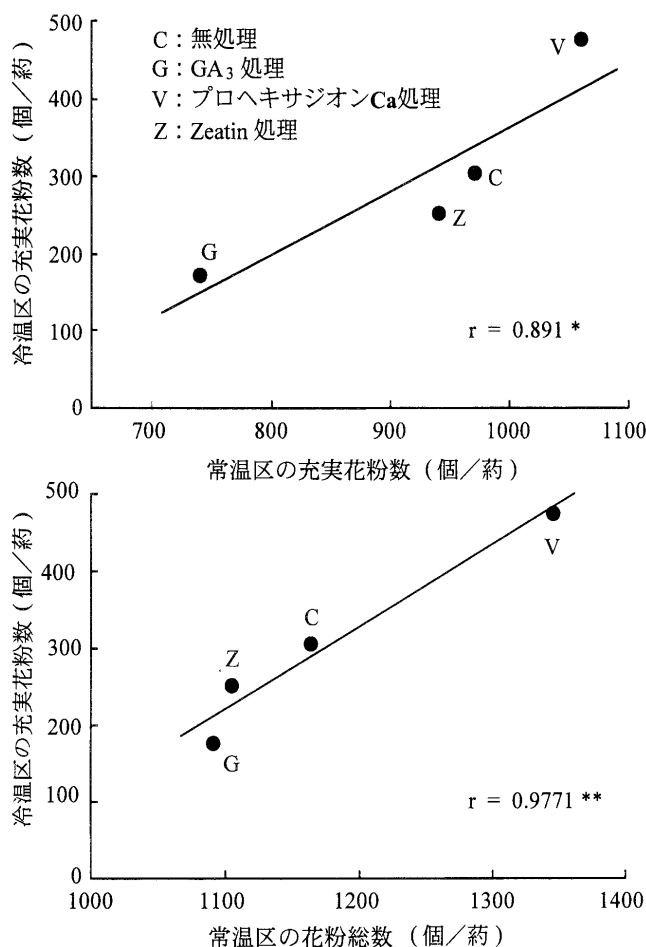 500
400
300
200
100
0
冷温区の充実花粉数（個／葯）
C：無処理
G：GA₃ 処理
V：プロヘキサジオンCa処理
Z：Zeatin 処理
V
C
Z
G
r = 0.891 *
700 800 900 1000 1100
常温区の充実花粉数（個／葯）
500
400
300
200
100
0
冷温区の充実花粉数（個／葯）
V
C
Z
G
r = 0.9771 **
1000 1100 1200 1300 1400
常温区の花粉総数（個／葯）